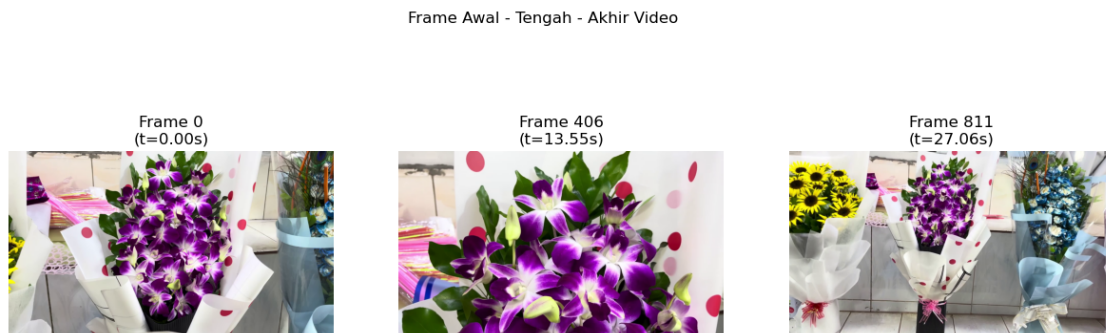 Frame Awal - Tengah - Akhir Video
Frame 0
(t=0.00s)
Frame 406
(t=13.55s)
Frame 811
(t=27.06s)